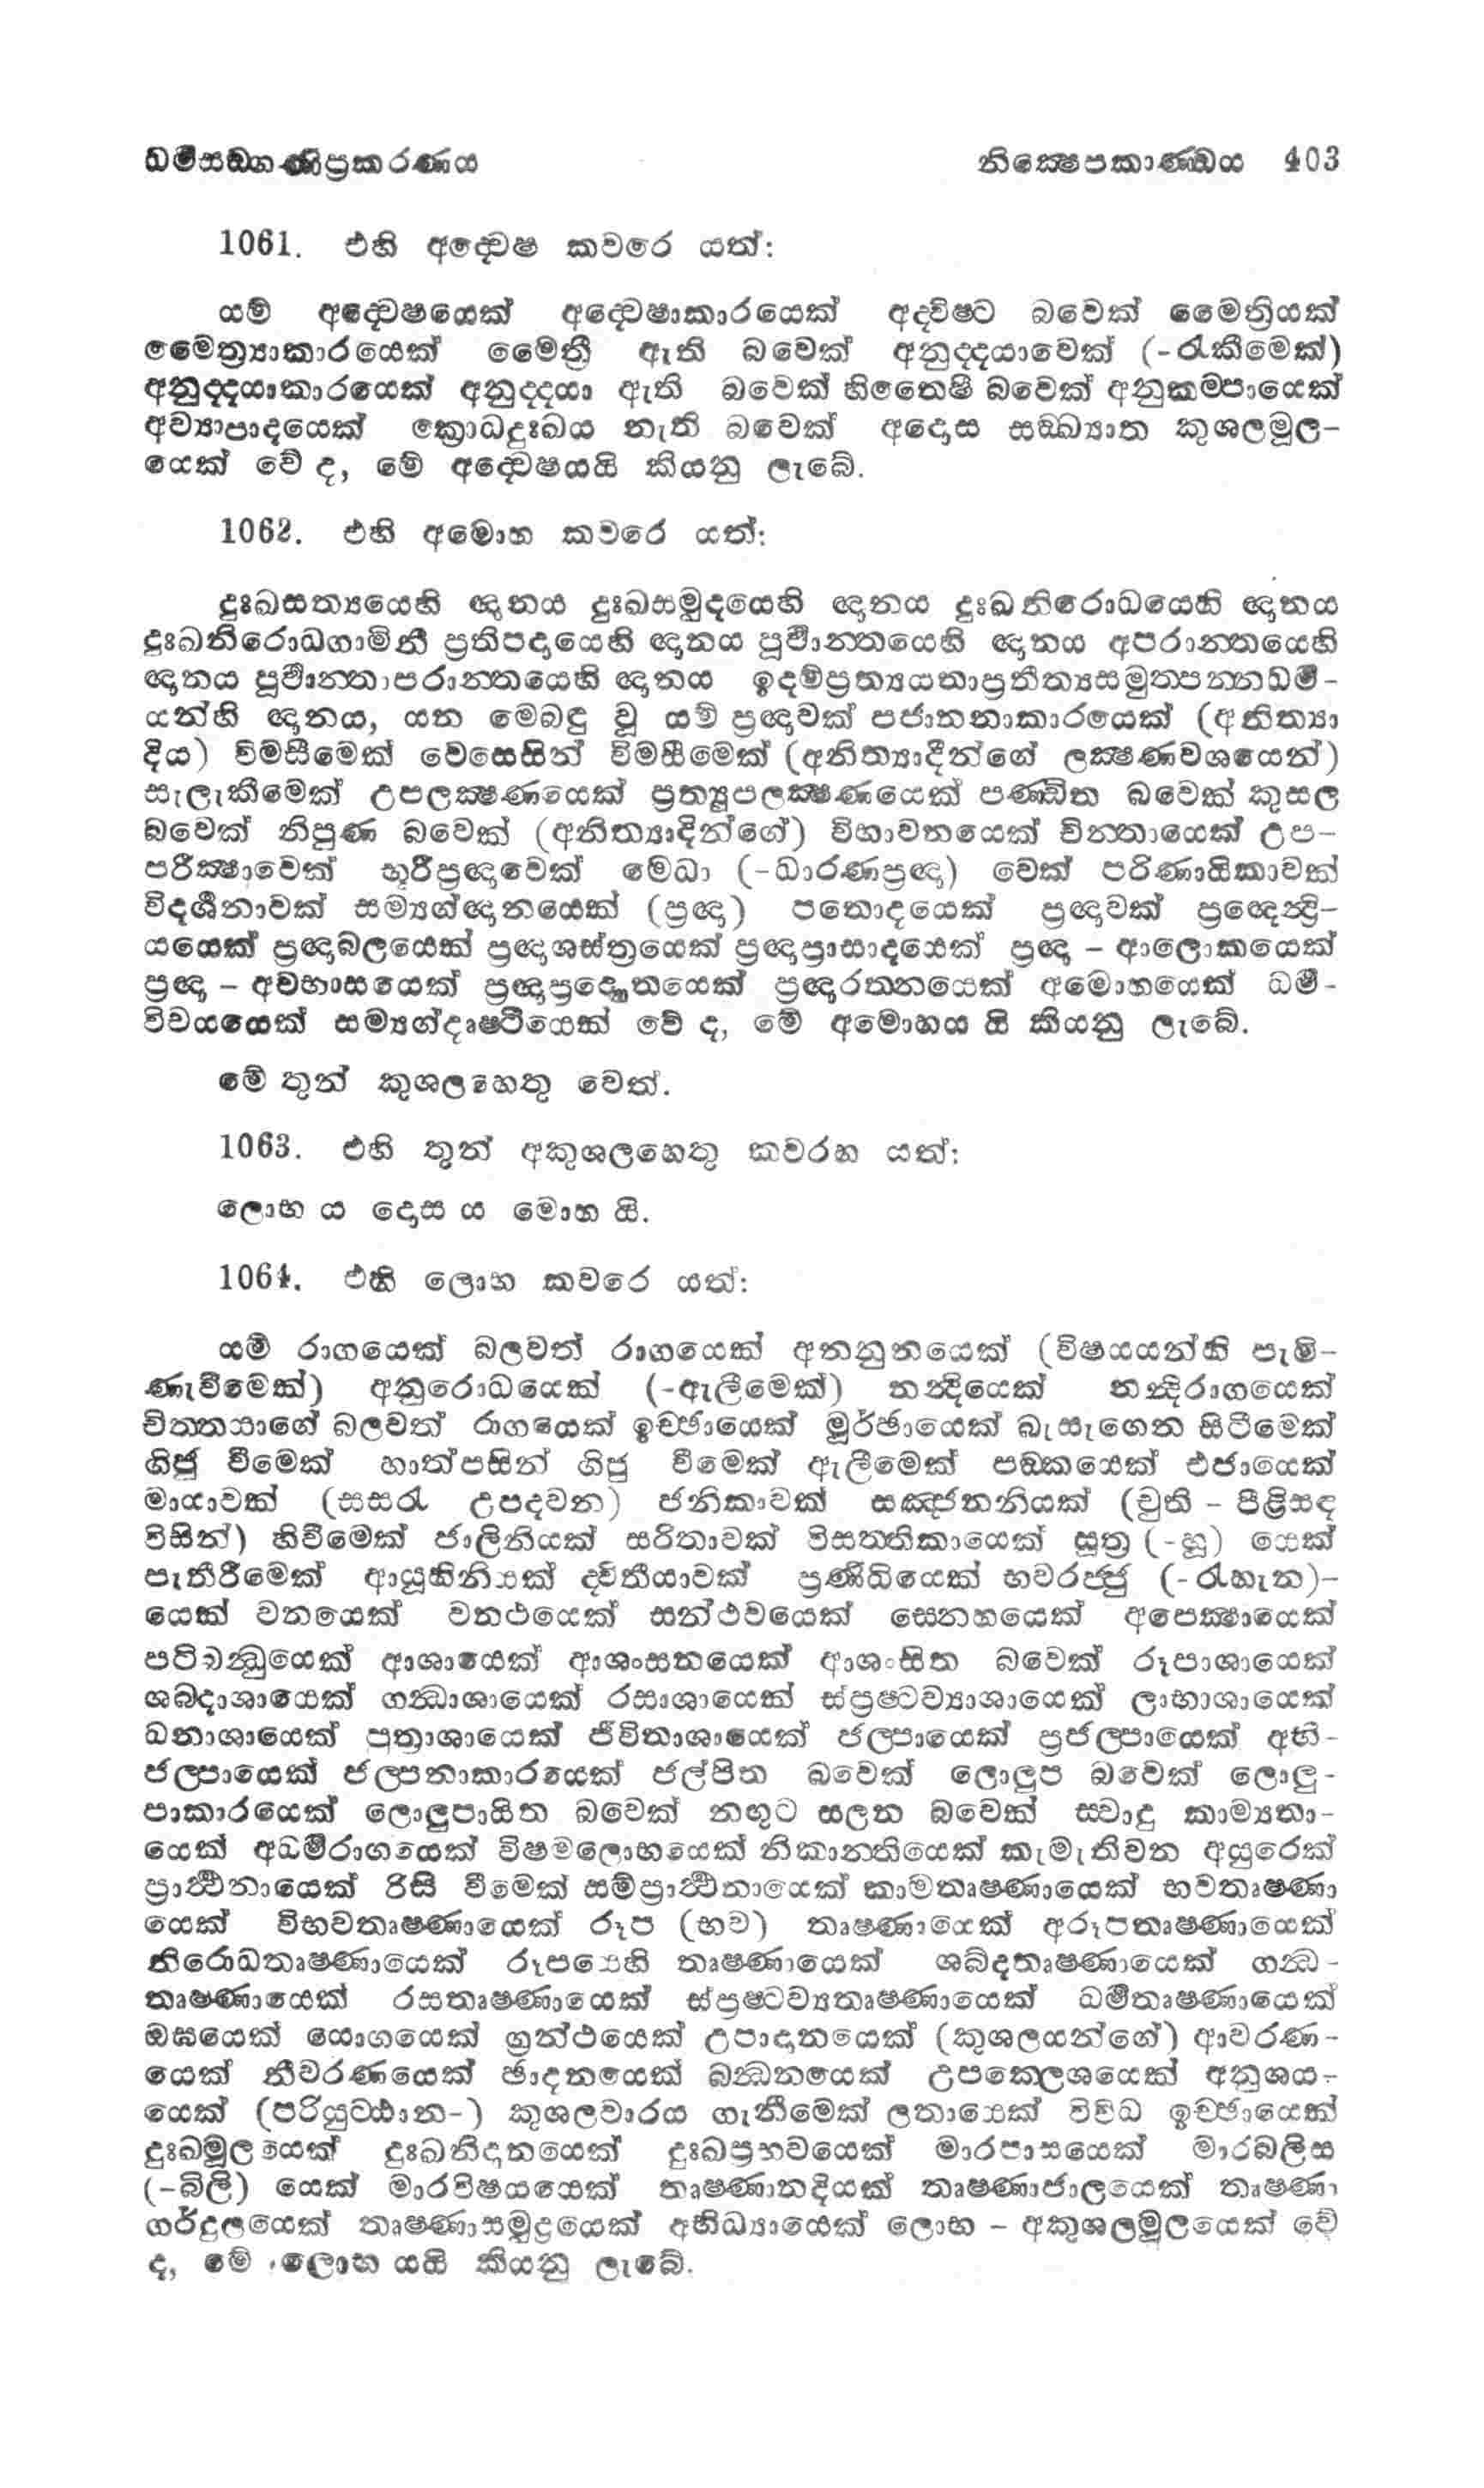 ධර්මසඞ්ගණිප්‍රකරණය නික්‍ෂෙපකාණ්ඩය 403
1061. එහි අද්වේෂ කවරෙ යත්:
යම් අද්වේෂයෙක් අද්වේෂාකාරයෙක් අද්විෂ්ට බවෙක් මෛත්‍රියක්
මෛත්‍ර්‍යාකාරයෙක් මෛත්‍රී ඇති බවෙක් අනුද්දයාවෙක් (-රැකීමෙක්)
අනුද්දයාකාරයෙක් අනුද්දයා ඇති බවෙක් හිතෛෂී බවෙක් අනුකම්පායෙක්
අව්‍යාපාදයෙක් ක්‍රොධදුඃඛය නැති බවෙක් අදොස සඞ්ඛ්‍යාත කුශලමූල-
යෙක් වේ ද, මේ අද්වේෂයයි කියනු ලැබේ.
1062. එහි අමොහ කවරෙ යත්:
දුඃඛසත්‍යයෙහි ඥානය දුඃඛසමුදයෙහි ඥානය දුඃඛනිරොධයෙහි ඥානය
දුඃඛනිරොධගාමිනී ප්‍රතිපදායෙහි ඥානය පූර්‍වාන්තයෙහි ඥානය අපරාන්තයෙහි
ඥානය පූර්‍වාන්තාපරාන්තයෙහි ඥානය ඉදම්ප්‍රත්‍යයතාප්‍රතීත්‍යසමුත්පන්නධර්ම-
යන්හි ඥානය, යන මෙබඳු වූ යම් ප්‍රඥාවක් පජානනාකාරයෙක් (අනිත්‍යා
දිය) විමසීමෙක් වෙසෙසින් විමසීමෙක් (අනිත්‍යාදීන්ගේ ලක්‍ෂණවශයෙන්)
සැලැකීමෙක් උපලක්‍ෂණයෙක් ප්‍රත්‍යුපලක්‍ෂණයෙක් පණ්ඩිත බවෙක් කුසල
බවෙක් නිපුණ බවෙක් (අනිත්‍යාදින්ගේ) විභාවනයෙක් චින්තායෙක් උප-
පරීක්‍ෂාවෙක් භූරීප්‍රඥාවෙක් මේධා (-ධාරණප්‍රඥා) වෙක් පරිණායිකාවක්
විදර්‍ශනාවක් සම්‍යග්ඥානයෙක් (ප්‍රඥා) පතොදයෙක් ප්‍රඥාවක් ප්‍රඥෙන්‍ද්‍රි-
යයෙක් ප්‍රඥාබලයෙක් ප්‍රඥාශස්ත්‍රයෙක් ප්‍රඥාප්‍රාසාදයෙක් ප්‍රඥා - ආලොකයෙක්
ප්‍රඥා - අවභාසයෙක් ප්‍රඥාප්‍රද්‍යොතයෙක් ප්‍රඥාරත්නයෙක් අමොහයෙක් ධර්ම-
විචයයෙක් සම්‍යග්දෘෂ්ටියෙක් වේ ද, මේ අමොහය යි කියනු ලැබේ.
මේ තුන් කුශලහෙතු වෙත්.
1063. එහි තුන් අකුශලහෙතු කවරහ යත්:
ලොභ ය දොස ය මොහ යි.
1064. එහි ලොභ කවරෙ යත්:
යම් රාගයෙක් බලවත් රාගයෙක් අනනුනයෙක් (විෂයයන්හි පැමි-
ණැවීමෙක්) අනුරොධයෙක් (-ඇලීමෙක්) නන්‍දියෙක් නන්‍දිරාගයෙක්
චිත්තයාගේ බලවත් රාගයෙක් ඉච්ඡායෙක් මූර්ඡායෙක් බැසැගෙන සිටීමෙක්
ගිජු වීමෙක් හාත්පසින් ගිජු වීමෙක් ඇලීමෙක් පඞ්කයෙක් එජායෙක්
මායාවක් (සසරැ උපදවන) ජනිකාවක් සඤ්ජනනියක් (චුති - පිළිසඳ
විසින්) හිවීමෙක් ජාලිනියක් සරිතාවක් විසත්තිකායෙක් සූත්‍ර (-හූ) යෙක්
පැතිරීමෙක් ආයූහිනියක් ද්විතීයාවක් ප්‍රණිධියෙක් භවරජ්ජු (-රැහැන)-
යෙක් වනයෙක් වනථයෙක් සන්ථවයෙක් සෙනහයෙක් අපෙක්‍ෂායෙක්
පටිබන්‍ධුයෙක් ආශායෙක් ආශංසනයෙක් ආශංසිත බවෙක් රූපාශායෙක්
ශබ්දාශායෙක් ගන්‍ධාශායෙක් රසාශායෙක් ස්ප්‍රෂ්ටව්‍යාශායෙක් ලාභාශායෙක්
ධනාශායෙක් පුත්‍රාශායෙක් ජීවිතාශායෙක් ජල්පායෙක් ප්‍රජල්පායෙක් අභි-
ජල්පායෙක් ජල්පනාකාරයෙක් ජල්පිත බවෙක් ලොලුප බවෙක් ලොලු-
පාකාරයෙක් ලොලුපායිත බවෙක් නඟුට සලන බවෙක් ස්වාදු කාම්‍යතා-
යෙක් අධර්මරාගයෙක් විෂමලොභයෙක් නිකාන්තියෙක් කැමැතිවන අයුරෙක්
ප්‍රාර්‍ථනායෙක් රිසි වීමෙක් සම්ප්‍රාර්‍ථනායෙක් කාමතෘෂ්ණායෙක් භවතෘෂ්ණා
යෙක් විභවතෘෂ්ණායෙක් රූප (භව) තෘෂ්ණායෙක් අරූපතෘෂ්ණායෙක්
නිරොධතෘෂ්ණායෙක් රූපයෙහි තෘෂ්ණායෙක් ශබ්දතෘෂ්ණායෙක් ගන්‍ධ-
තෘෂ්ණායෙක් රසතෘෂ්ණායෙක් ස්ප්‍රෂ්ටව්‍යතෘෂ්ණායෙක් ධර්මතෘෂ්ණායෙක්
ඔඝයෙක් යොගයෙක් ග්‍රන්ථයෙක් උපාදානයෙක් (කුශලයන්ගේ) ආවරණ-
යෙක් නීවරණයෙක් ඡාදනයෙක් බන්‍ධනයෙක් උපක්ලෙශයෙක් අනුශය-
යෙක් (පරියුට්ඨාන-) කුශලවාරය ගැනීමෙක් ලතායෙක් විවිධ ඉච්ඡායෙක්
දුඃඛමූලයෙක් දුඃඛනිදානයෙක් දුඃඛප්‍රභවයෙක් මාරපාසයෙක් මාරබලිස
(-බිලි) යෙක් මාරවිෂයයෙක් තෘෂ්ණානදියක් තෘෂ්ණාජාලයෙක් තෘෂ්ණා
ගර්දුලයෙක් තෘෂ්ණාසමුද්‍රයෙක් අභිධ්‍යායෙක් ලොභ - අකුශලමූලයෙක් වේ
ද, මේ ලොභ යයි කියනු ලැබේ.